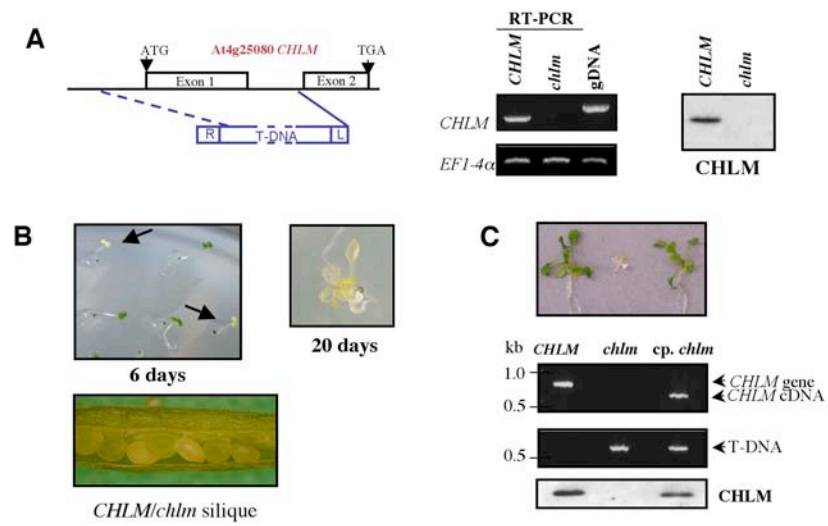 A
ATG
At4g25080 CHLM
TGA
Exon 1
Exon 2
R
T-DNA
L
RT-PCR
CHLM
chlm
gDNA
CHLM
EF1-4α
CHLM
chlm
CHLM
B
6 days
20 days
CHLM/chlm silique
C
kb
CHLM
chlm
cp. chlm
1.0
0.5
CHLM gene
CHLM cDNA
0.5
T-DNA
CHLM